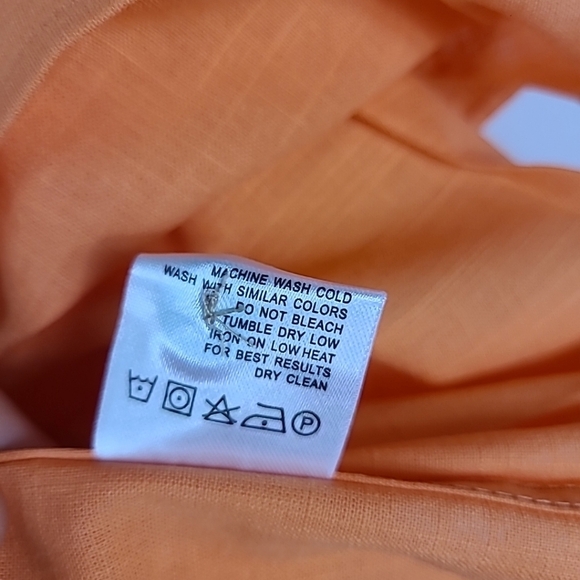 MACHINE WASH COLD
WASH WITH SIMILAR COLORS
DO NOT BLEACH
TUMBLE DRY LOW
IRON ON LOW HEAT
FOR BEST RESULTS
DRY CLEAN
P